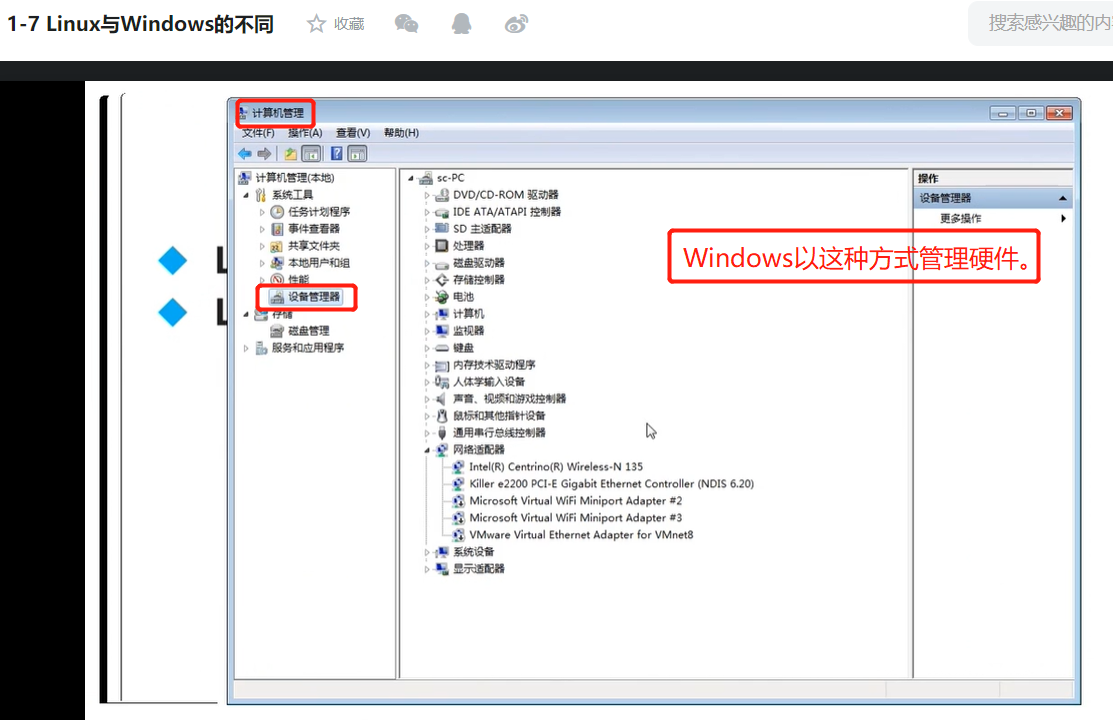 1-7 Linux与Windows的不同
收藏
搜索感兴趣的内
计算机管理
文件(F) 操作(A) 查看(V) 帮助(H)
计算机管理(本地)
系统工具
任务计划程序
事件查看器
共享文件夹
本地用户和组
性能
设备管理器
存储
磁盘管理
服务和应用程序
sc-PC
DVD/CD-ROM 驱动器
IDE ATA/ATAPI 控制器
SD 主适配器
处理器
磁盘驱动器
存储控制器
电池
计算机
监视器
键盘
内存技术驱动程序
人体学输入设备
声音、视频和游戏控制器
鼠标和其他指针设备
通用串行总线控制器
网络适配器
Intel(R) Centrino(R) Wireless-N 135
Killer e2200 PCI-E Gigabit Ethernet Controller (NDIS 6.20)
Microsoft Virtual WiFi Miniport Adapter #2
Microsoft Virtual WiFi Miniport Adapter #3
VMware Virtual Ethernet Adapter for VMnet8
系统设备
显示适配器
操作
设备管理器
更多操作
Windows以这种方式管理硬件。
L
L